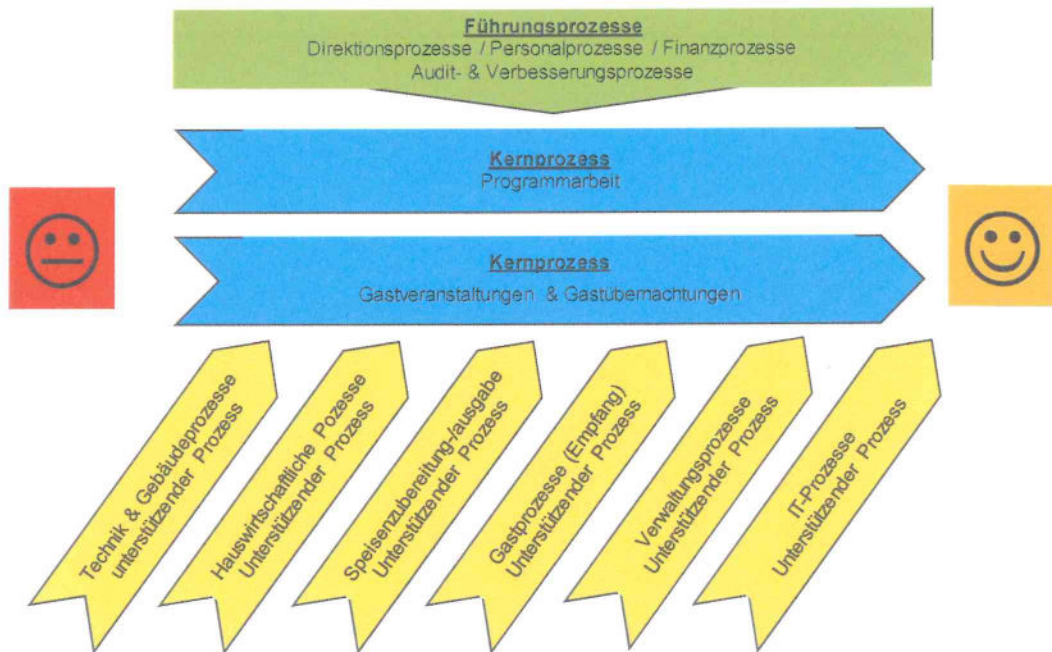 Führungsprozesse
Direktionsprozesse / Personalprozesse / Finanzprozesse
Audit- & Verbesserungsprozesse
Kernprozess
Programmarbeit
Kernprozess
Gastveranstaltungen & Gastübernachtungen
Technik & Gebäudeprozesse
unterstützender Prozess
Hauswirtschaftliche Pozesse
Unterstützender Prozess
Speisenzubereitung-/ausgabe
Unterstützender Prozess
Gastprozesse (Empfang)
Unterstützender Prozess
Verwaltungsprozesse
Unterstützender Prozess
IT-Prozesse
Unterstützender Prozess